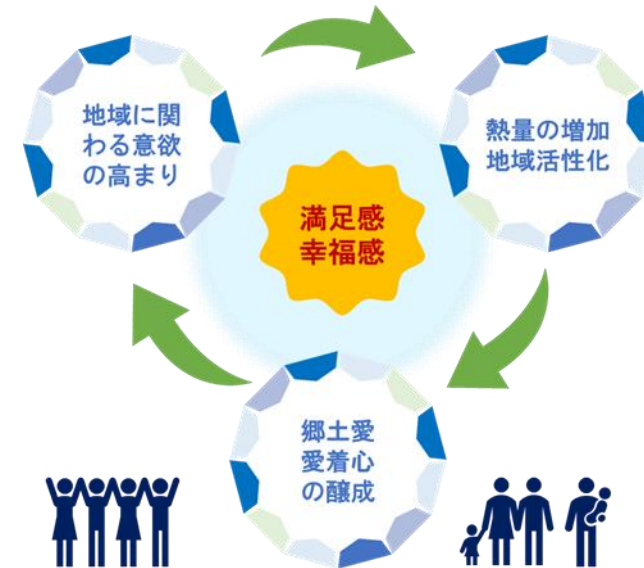 地域に関
わる意欲
の高まり
熱量の増加
地域活性化
満足感
幸福感
郷土愛
愛着心
の醸成